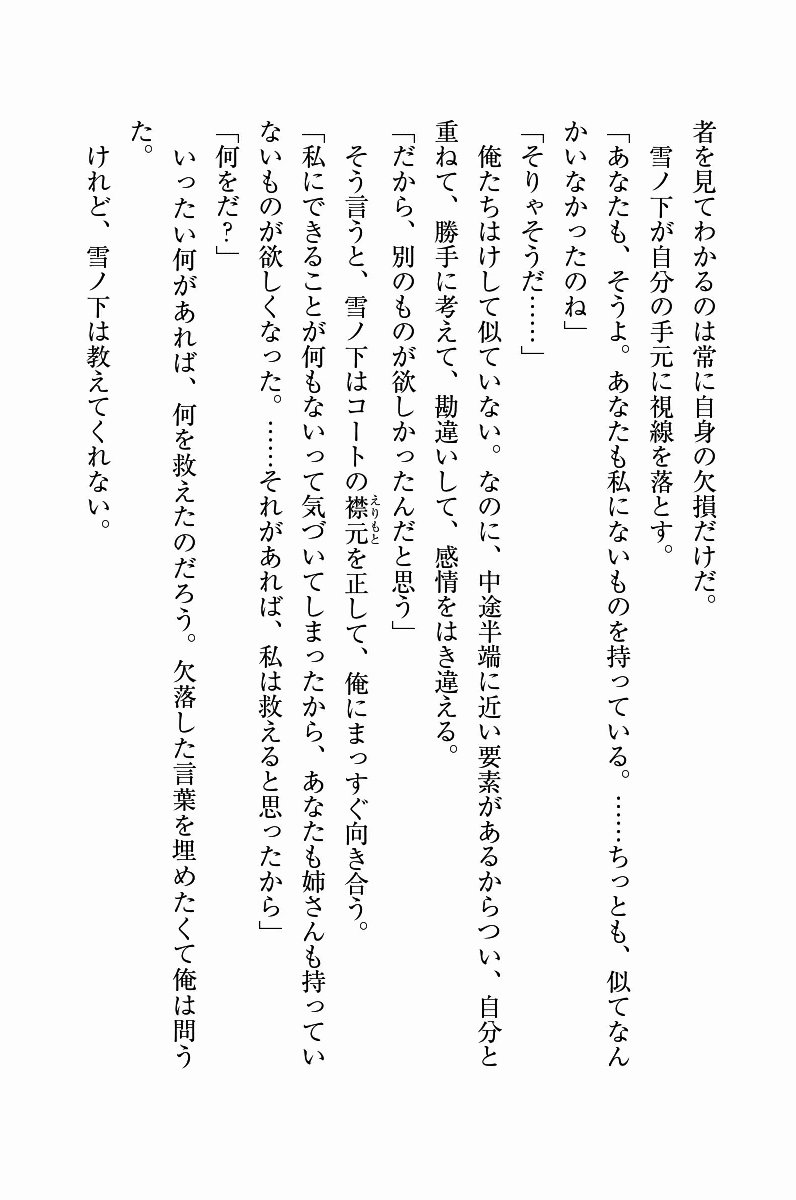 者を見てわかるのは常に自身の欠損だけだ。
　雪ノ下が自分の手元に視線を落とす。
「あなたも、そうよ。あなたも私にないものを持っている。……ちっとも、似てなん
かいなかったのね」
「そりゃそうだ……」
　俺たちはけして似ていない。なのに、中途半端に近い要素があるからつい、自分と
重ねて、勝手に考えて、勘違いして、感情をはき違える。
「だから、別のものが欲しかったんだと思う」
　そう言うと、雪ノ下はコートの襟元えりもとを正して、俺にまっすぐ向き合う。
「私にできることが何もないって気づいてしまったから、あなたも姉さんも持ってい
ないものが欲しくなった。……それがあれば、私は救えると思ったから」
「何をだ？」
　いったい何があれば、何を救えたのだろう。欠落した言葉を埋めたくて俺は問う
た。
　けれど、雪ノ下は教えてくれない。